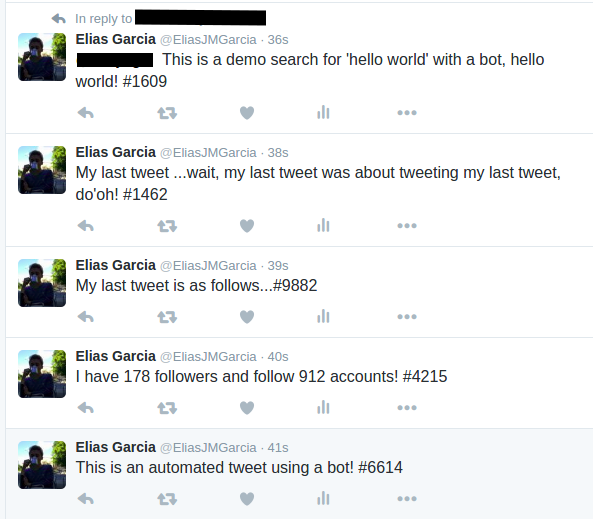 In reply to
Elias Garcia @EliasJMGarcia · 36s
This is a demo search for 'hello world' with a bot, hello
world! #1609
Elias Garcia @EliasJMGarcia · 38s
My last tweet ...wait, my last tweet was about tweeting my last tweet,
do'oh! #1462
Elias Garcia @EliasJMGarcia · 39s
My last tweet is as follows...#9882
Elias Garcia @EliasJMGarcia · 40s
I have 178 followers and follow 912 accounts! #4215
Elias Garcia @EliasJMGarcia · 41s
This is an automated tweet using a bot! #6614